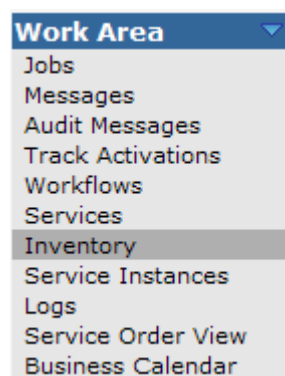 Work Area
Jobs
Messages
Audit Messages
Track Activations
Workflows
Services
Inventory
Service Instances
Logs
Service Order View
Business Calendar